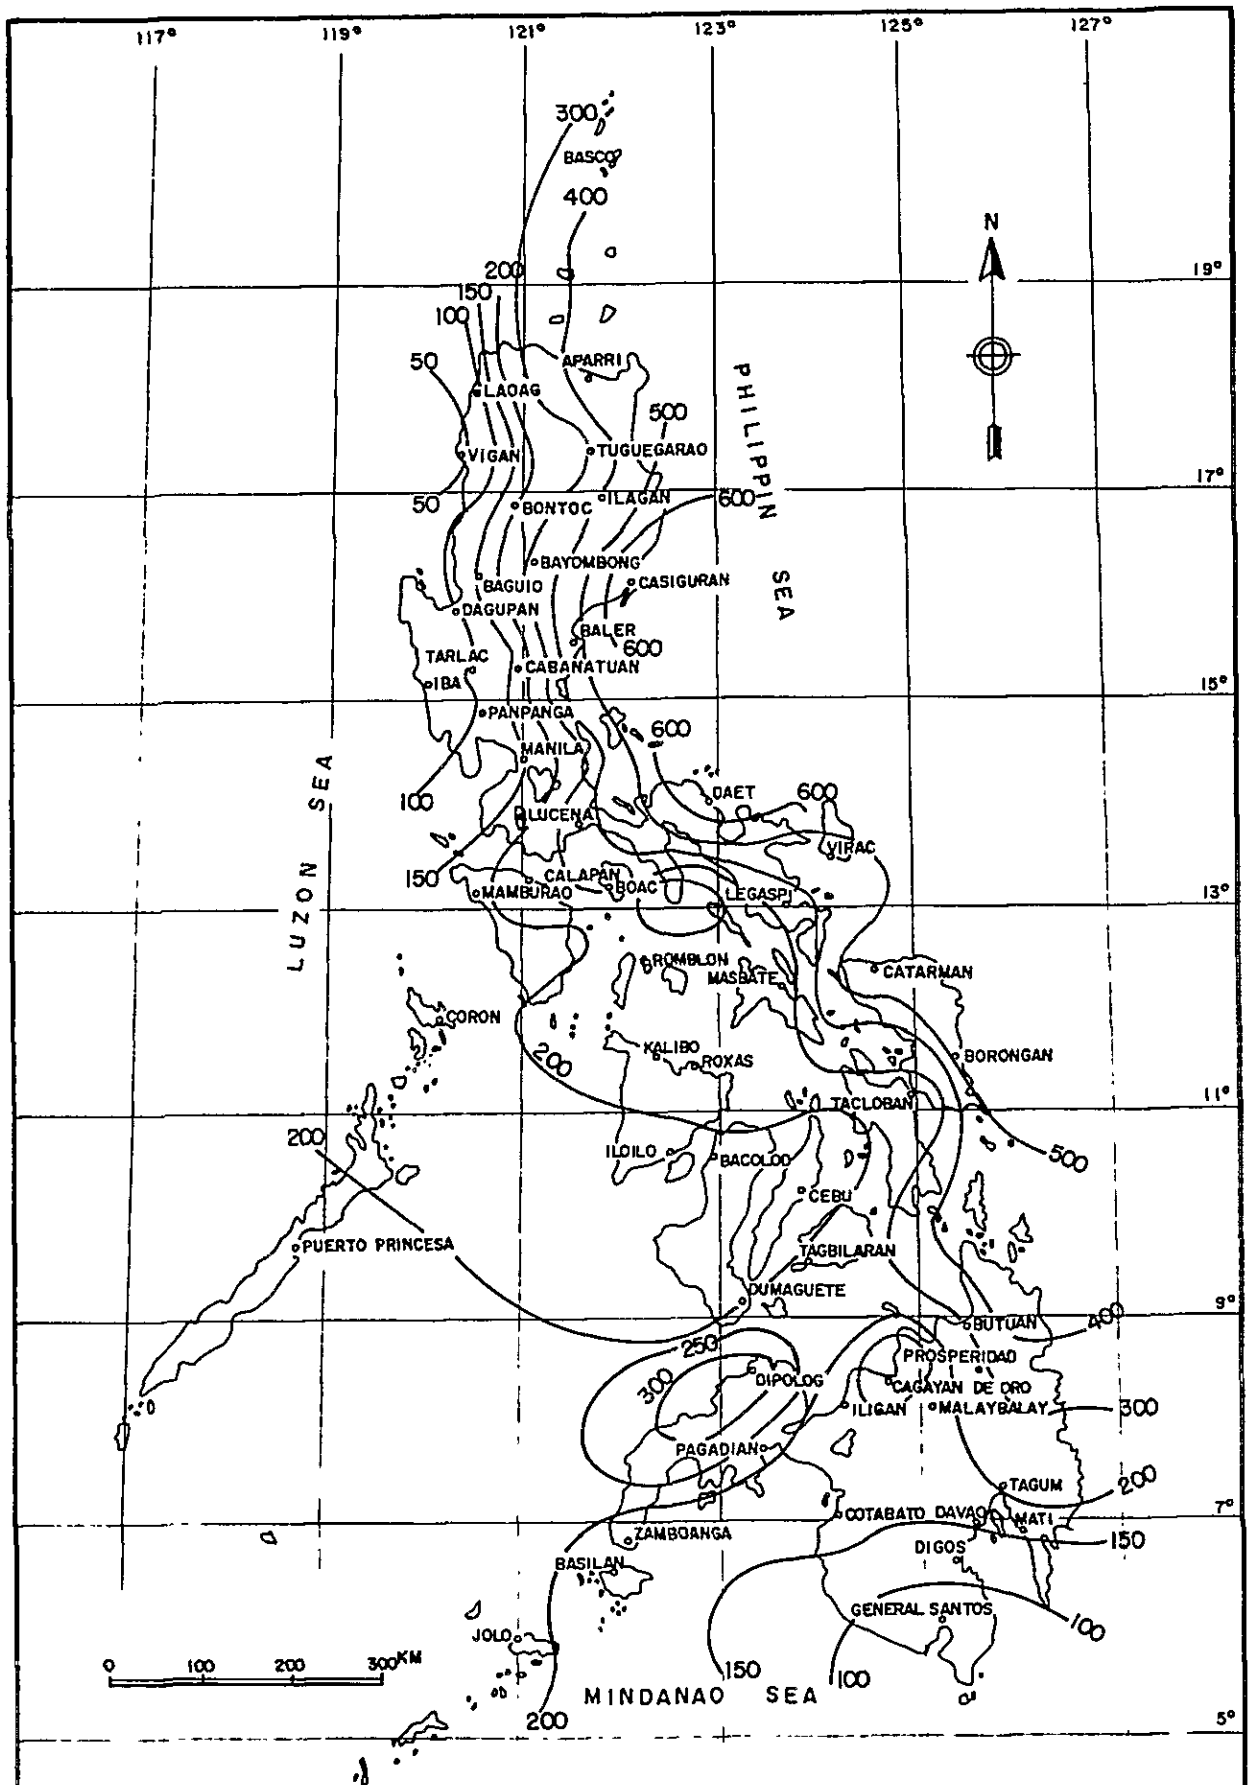 117° 119° 121° 123° 125° 127°
300
BASCO
400
N
200
19°
150
100
50
APARRI
LAOAG
PHILIPPIN SEA
500
VIGAN
TUGUEGARAO
17°
50
ILAGAN
600
BONTOC
BAYOMBONG
BAGUIO
CASIGURAN
DAGUPAN
BALER
600
TARLAC
CABANATUAN
IBA
15°
PANPANGA
600
MANILA
LUZON SEA
100
DAET
600
LUCENA
VIRAC
150
CALAPAN
BOAC
MAMBURAO
LEGASPI
13°
ROMBLON
CATARMAN
MASBATE
CORON
KALIBO
BORONGAN
200
ROXAS
TACLOBAN
11°
200
ILOILO
BACOLOD
500
CEBU
PUERTO PRINCESA
TAGBILARAN
DUMAGUETE
9°
BUTUAN
400
250
PROSPERIDAD
300
DIPOLOG
CAGAYAN DE ORO
ILIGAN
MALAYBALAY
300
PAGADIAN
TAGUM
200
COTABATO
DAVAO
MATI
7°
ZAMBOANGA
150
DIGOS
BASILAN
GENERAL SANTOS
100
JOLO
0 100 200 300 KM
150
100
MINDANAO SEA
200
5°